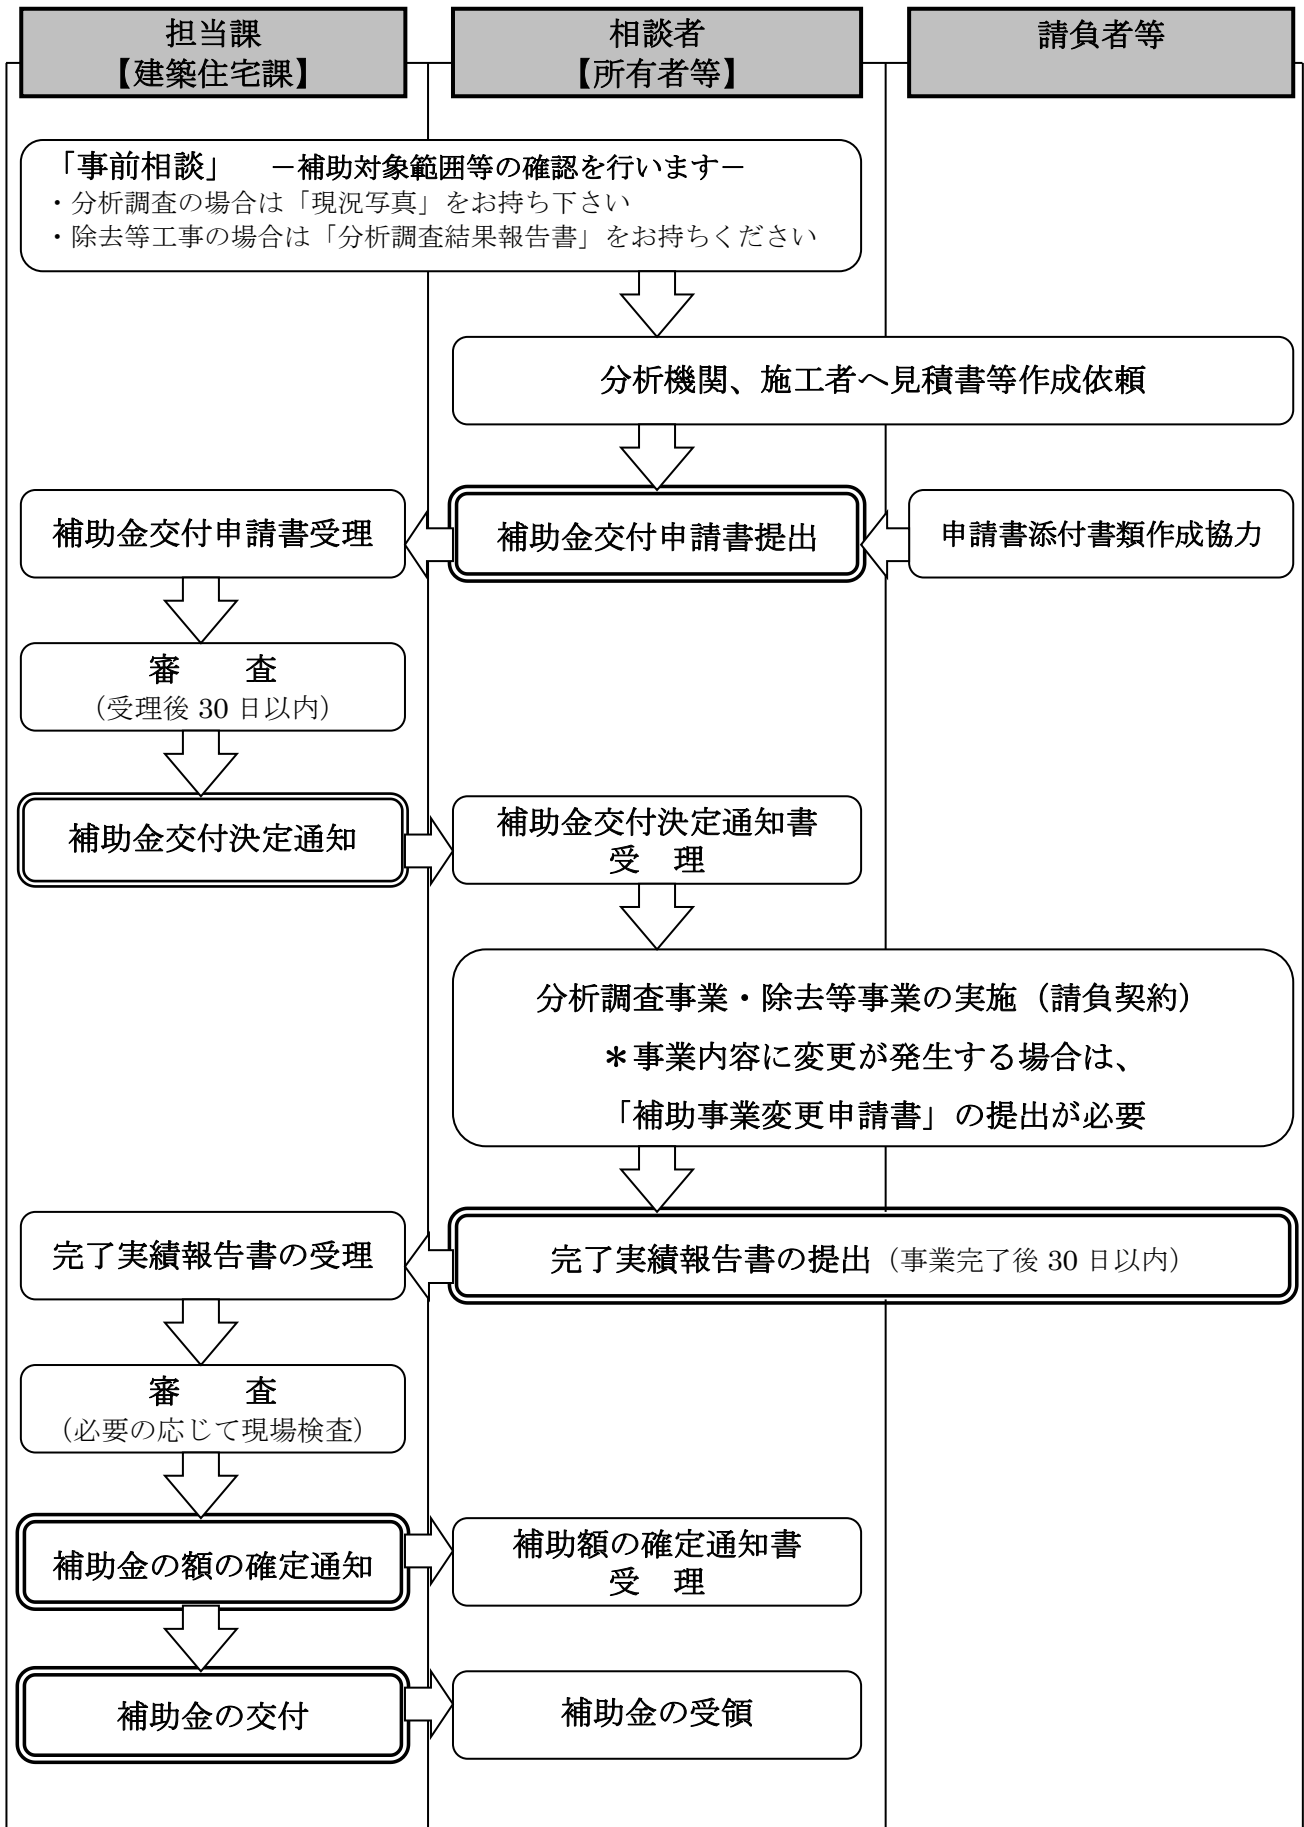 担当課
【建築住宅課】
相談者
【所有者等】
請負者等
「事前相談」　－補助対象範囲等の確認を行います－
・分析調査の場合は「現況写真」をお持ち下さい
・除去等工事の場合は「分析調査結果報告書」をお持ちください
分析機関、施工者へ見積書等作成依頼
補助金交付申請書受理
補助金交付申請書提出
申請書添付書類作成協力
審　　査
（受理後 30 日以内）
補助金交付決定通知
補助金交付決定通知書
受　理
分析調査事業・除去等事業の実施（請負契約）
＊事業内容に変更が発生する場合は、
「補助事業変更申請書」の提出が必要
完了実績報告書の受理
完了実績報告書の提出（事業完了後 30 日以内）
審　　査
（必要の応じて現場検査）
補助金の額の確定通知
補助額の確定通知書
受　理
補助金の交付
補助金の受領